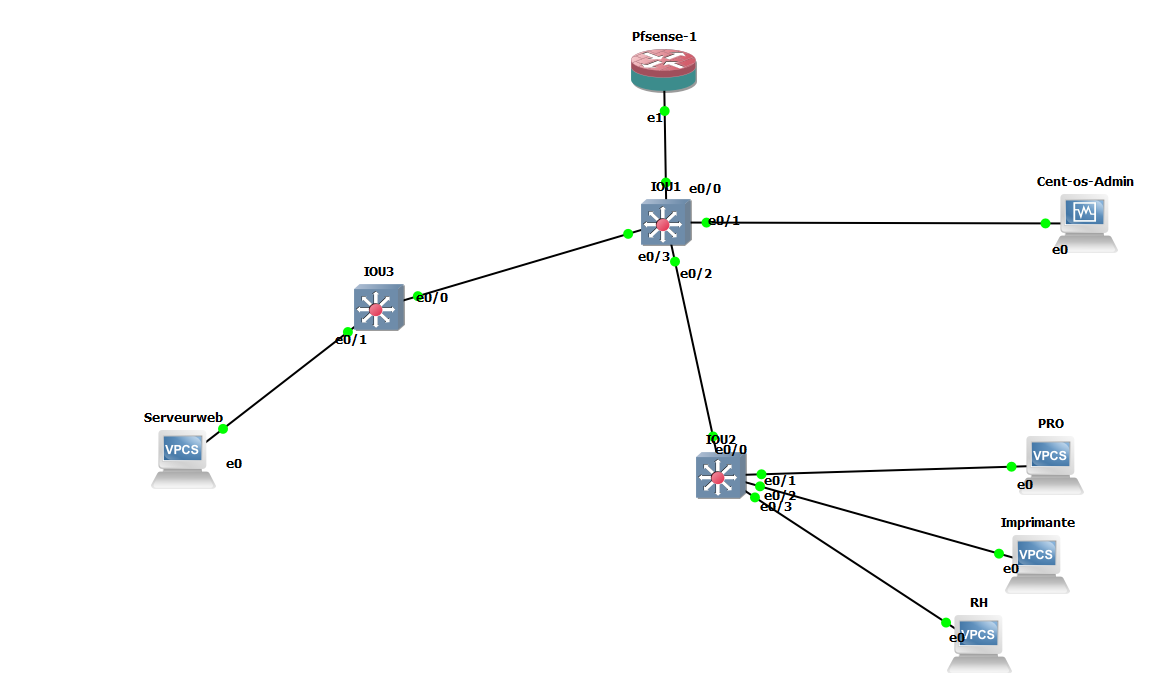 Pfsense-1
e1
IOU1
e0/0
Cent-os-Admin
e0/1
e0
e0/3
e0/2
IOU3
e0/0
e0/1
Serveurweb
VPCS
e0
IOU2
e0/0
PRO
VPCS
e0/1
e0
e0/2
e0/3
Imprimante
VPCS
e0
RH
VPCS
e0